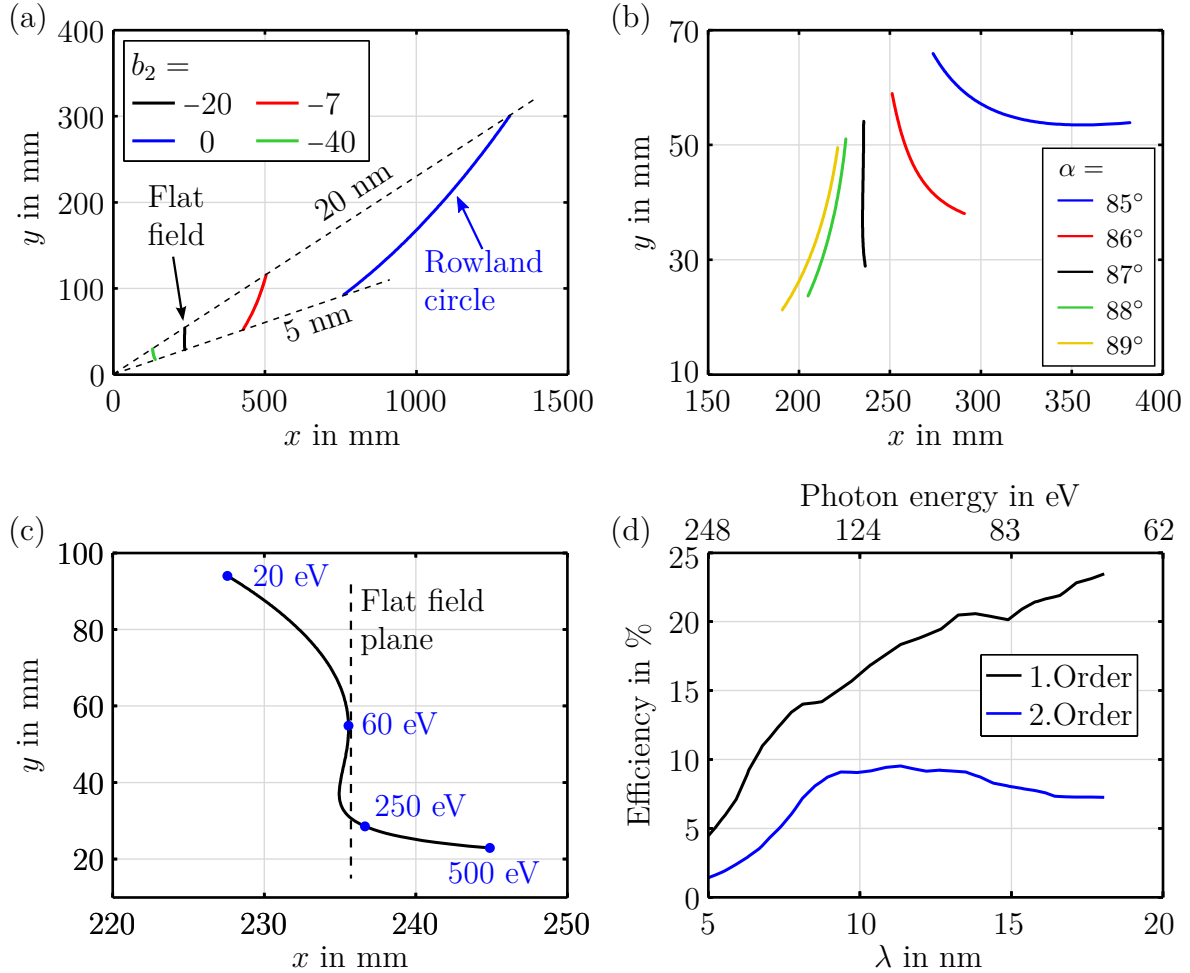 (a)
400
300
200
100
0
y in mm
b₂ =
–20
–7
0
–40
Flat
field
20 nm
5 nm
Rowland
circle
0
500
1000
1500
x in mm
(b)
70
50
30
10
y in mm
α =
85°
86°
87°
88°
89°
150
200
250
300
350
400
x in mm
(c)
100
80
60
40
20
y in mm
20 eV
Flat field
plane
60 eV
250 eV
500 eV
220
230
240
250
x in mm
Photon energy in eV
(d)
248
124
83
62
25
20
15
10
5
0
Efficiency in %
1.Order
2.Order
5
10
15
20
λ in nm